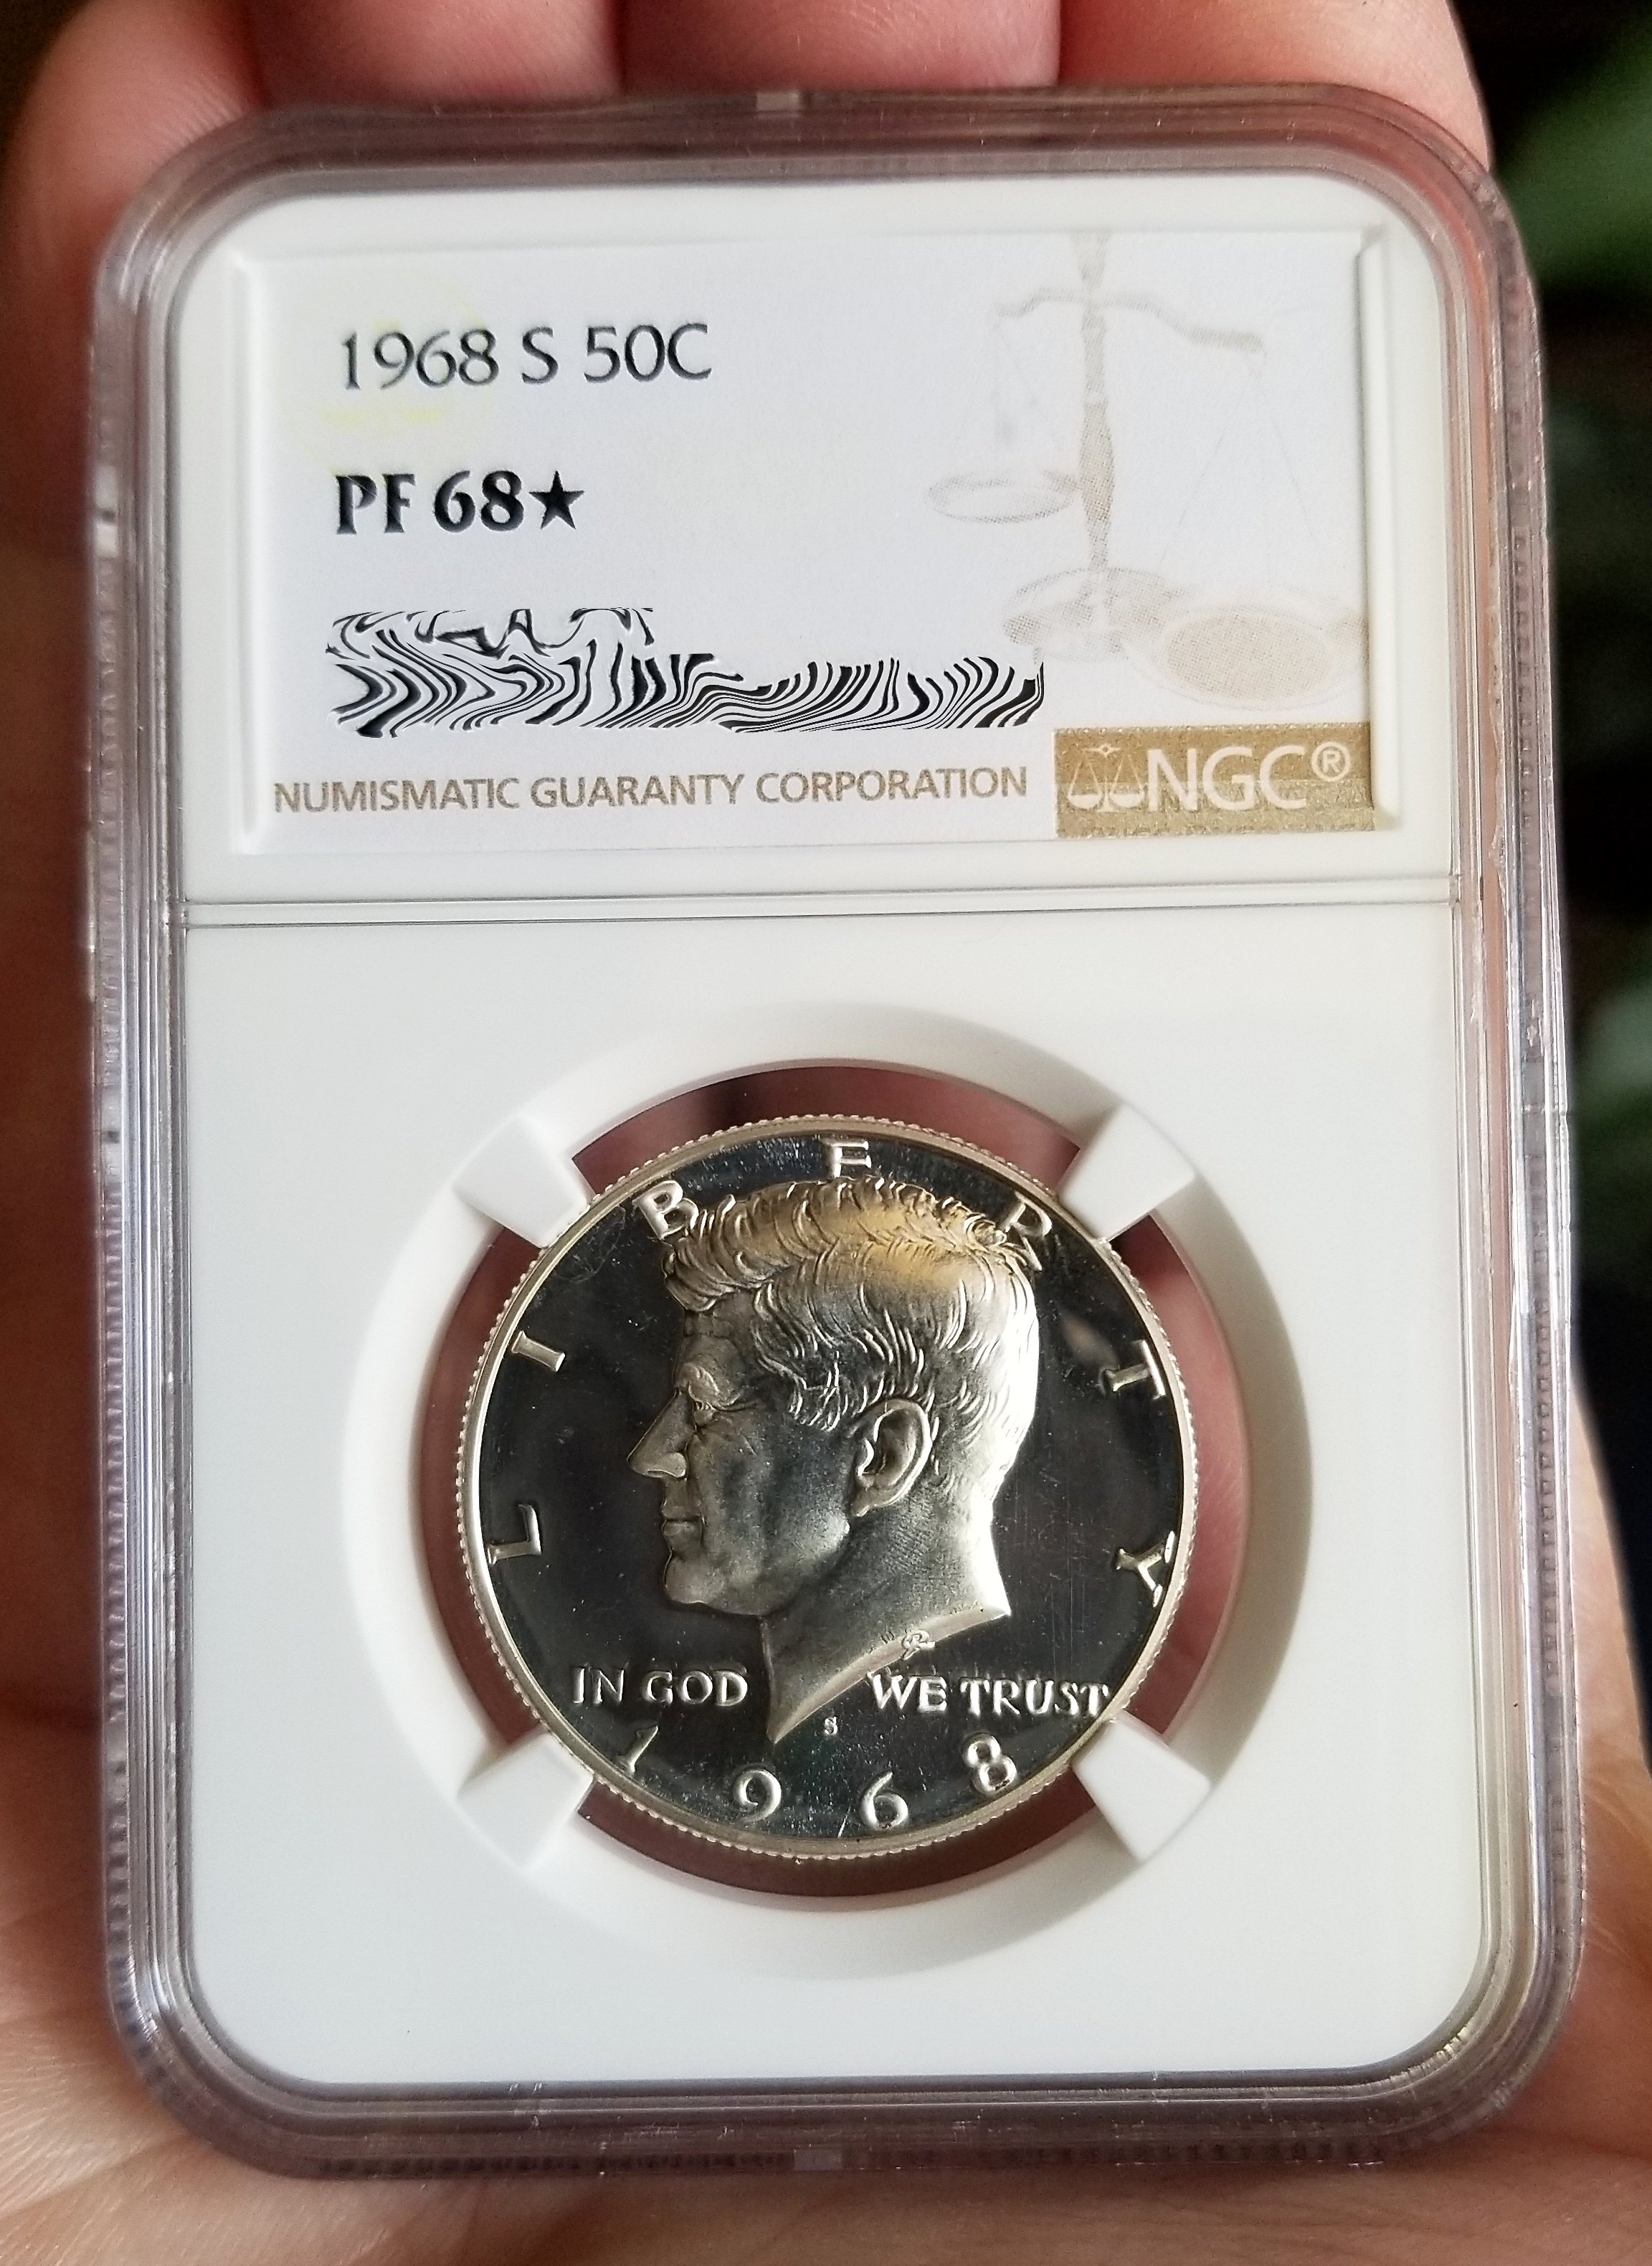 1968 S 50C
PF 68★
NUMISMATIC GUARANTY CORPORATION
NGC®
LIBERTY
IN GOD WE TRUST
S
1968